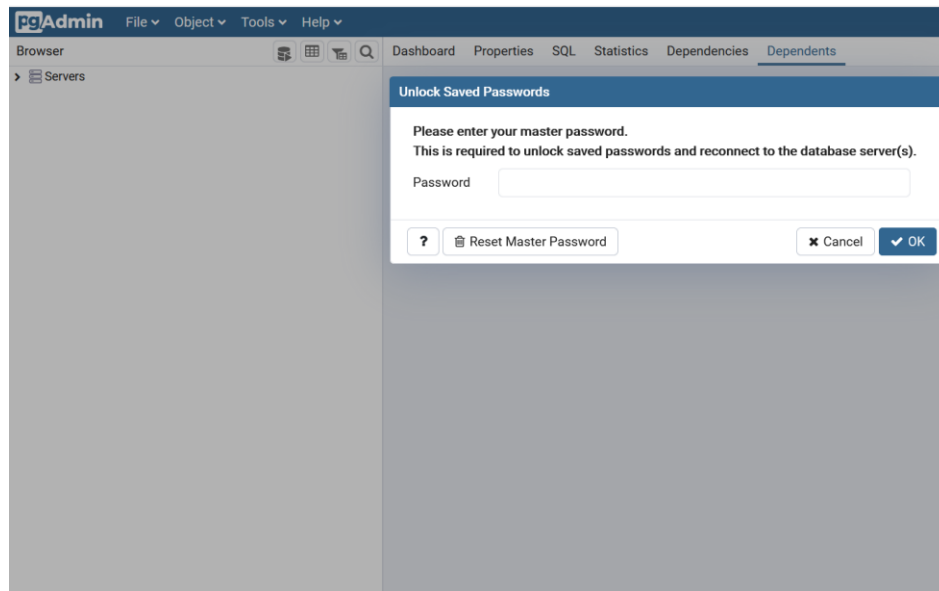 pgAdmin File Object Tools Help
Browser
Dashboard Properties SQL Statistics Dependencies Dependents
Servers
Unlock Saved Passwords
Please enter your master password.
This is required to unlock saved passwords and reconnect to the database server(s).
Password
? Reset Master Password
Cancel OK